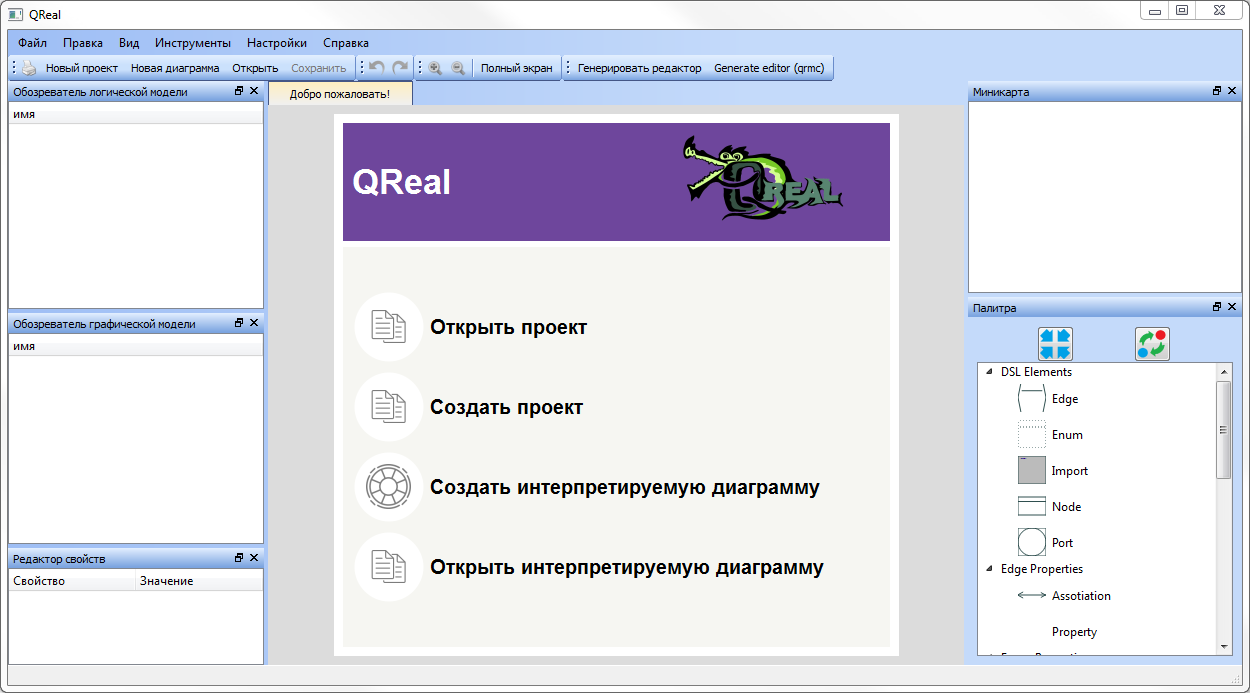 QReal
Файл Правка Вид Инструменты Настройки Справка
Новый проект Новая диаграмма Открыть Сохранить Полный экран Генерировать редактор Generate editor (qrmc)
Обозреватель логической модели
имя
Обозреватель графической модели
имя
Редактор свойств
Свойство Значение
Добро пожаловать!
QReal
QREAL
Открыть проект
Создать проект
Создать интерпретируемую диаграмму
Открыть интерпретируемую диаграмму
Миникарта
Палитра
DSL Elements
Edge
Enum
Import
Node
Port
Edge Properties
Assotiation
Property